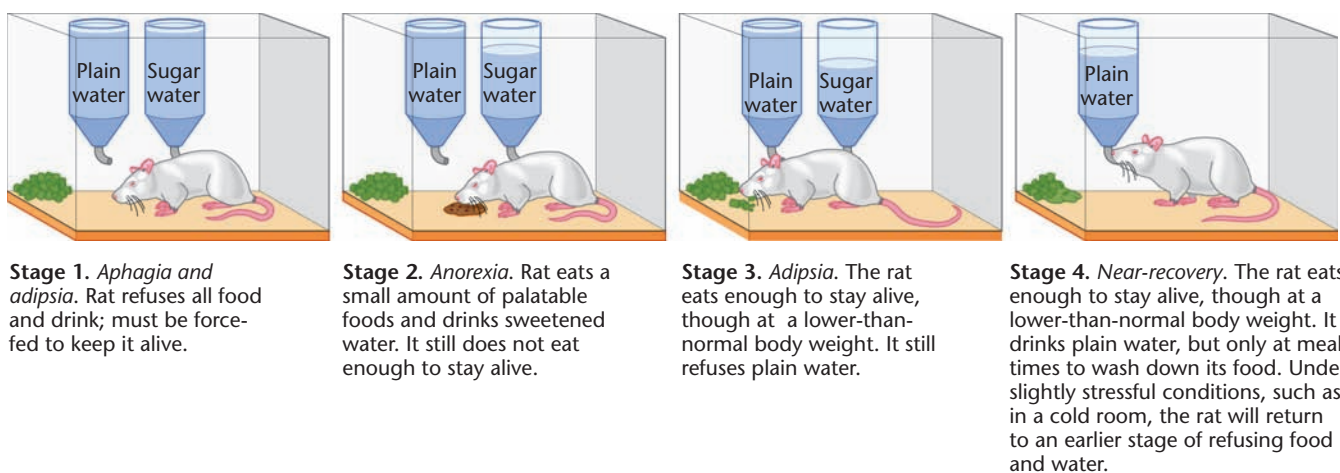 Plain
water
Sugar
water
Plain
water
Sugar
water
Plain
water
Sugar
water
Plain
water
Stage 1. Aphagia and
adipsia. Rat refuses all food
and drink; must be force-
fed to keep it alive.
Stage 2. Anorexia. Rat eats a
small amount of palatable
foods and drinks sweetened
water. It still does not eat
enough to stay alive.
Stage 3. Adipsia. The rat
eats enough to stay alive,
though at a lower-than-
normal body weight. It still
refuses plain water.
Stage 4. Near-recovery. The rat eats
enough to stay alive, though at a
lower-than-normal body weight. It
drinks plain water, but only at meal
times to wash down its food. Unde
slightly stressful conditions, such as
in a cold room, the rat will return
to an earlier stage of refusing food
and water.